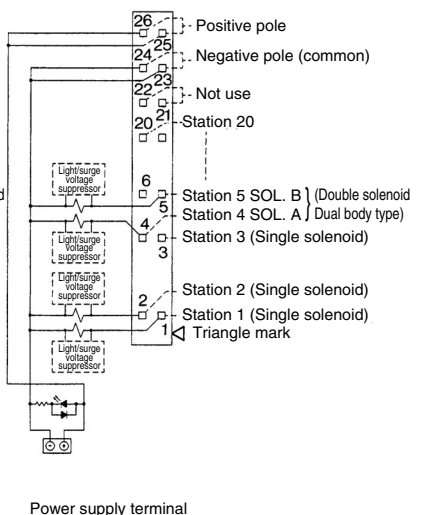 26
Positive pole
25
24
Negative pole (common)
23
22
Not use
21
20
Station 20
Light/surge
voltage
suppressor
6
d
Station 5 SOL. B
(Double solenoid
5
Station 4 SOL. A
Dual body type)
4
Station 3 (Single solenoid)
Light/surge
voltage
suppressor
3
Light/surge
voltage
suppressor
Station 2 (Single solenoid)
2
Station 1 (Single solenoid)
1
Triangle mark
Light/surge
voltage
suppressor
Power supply terminal